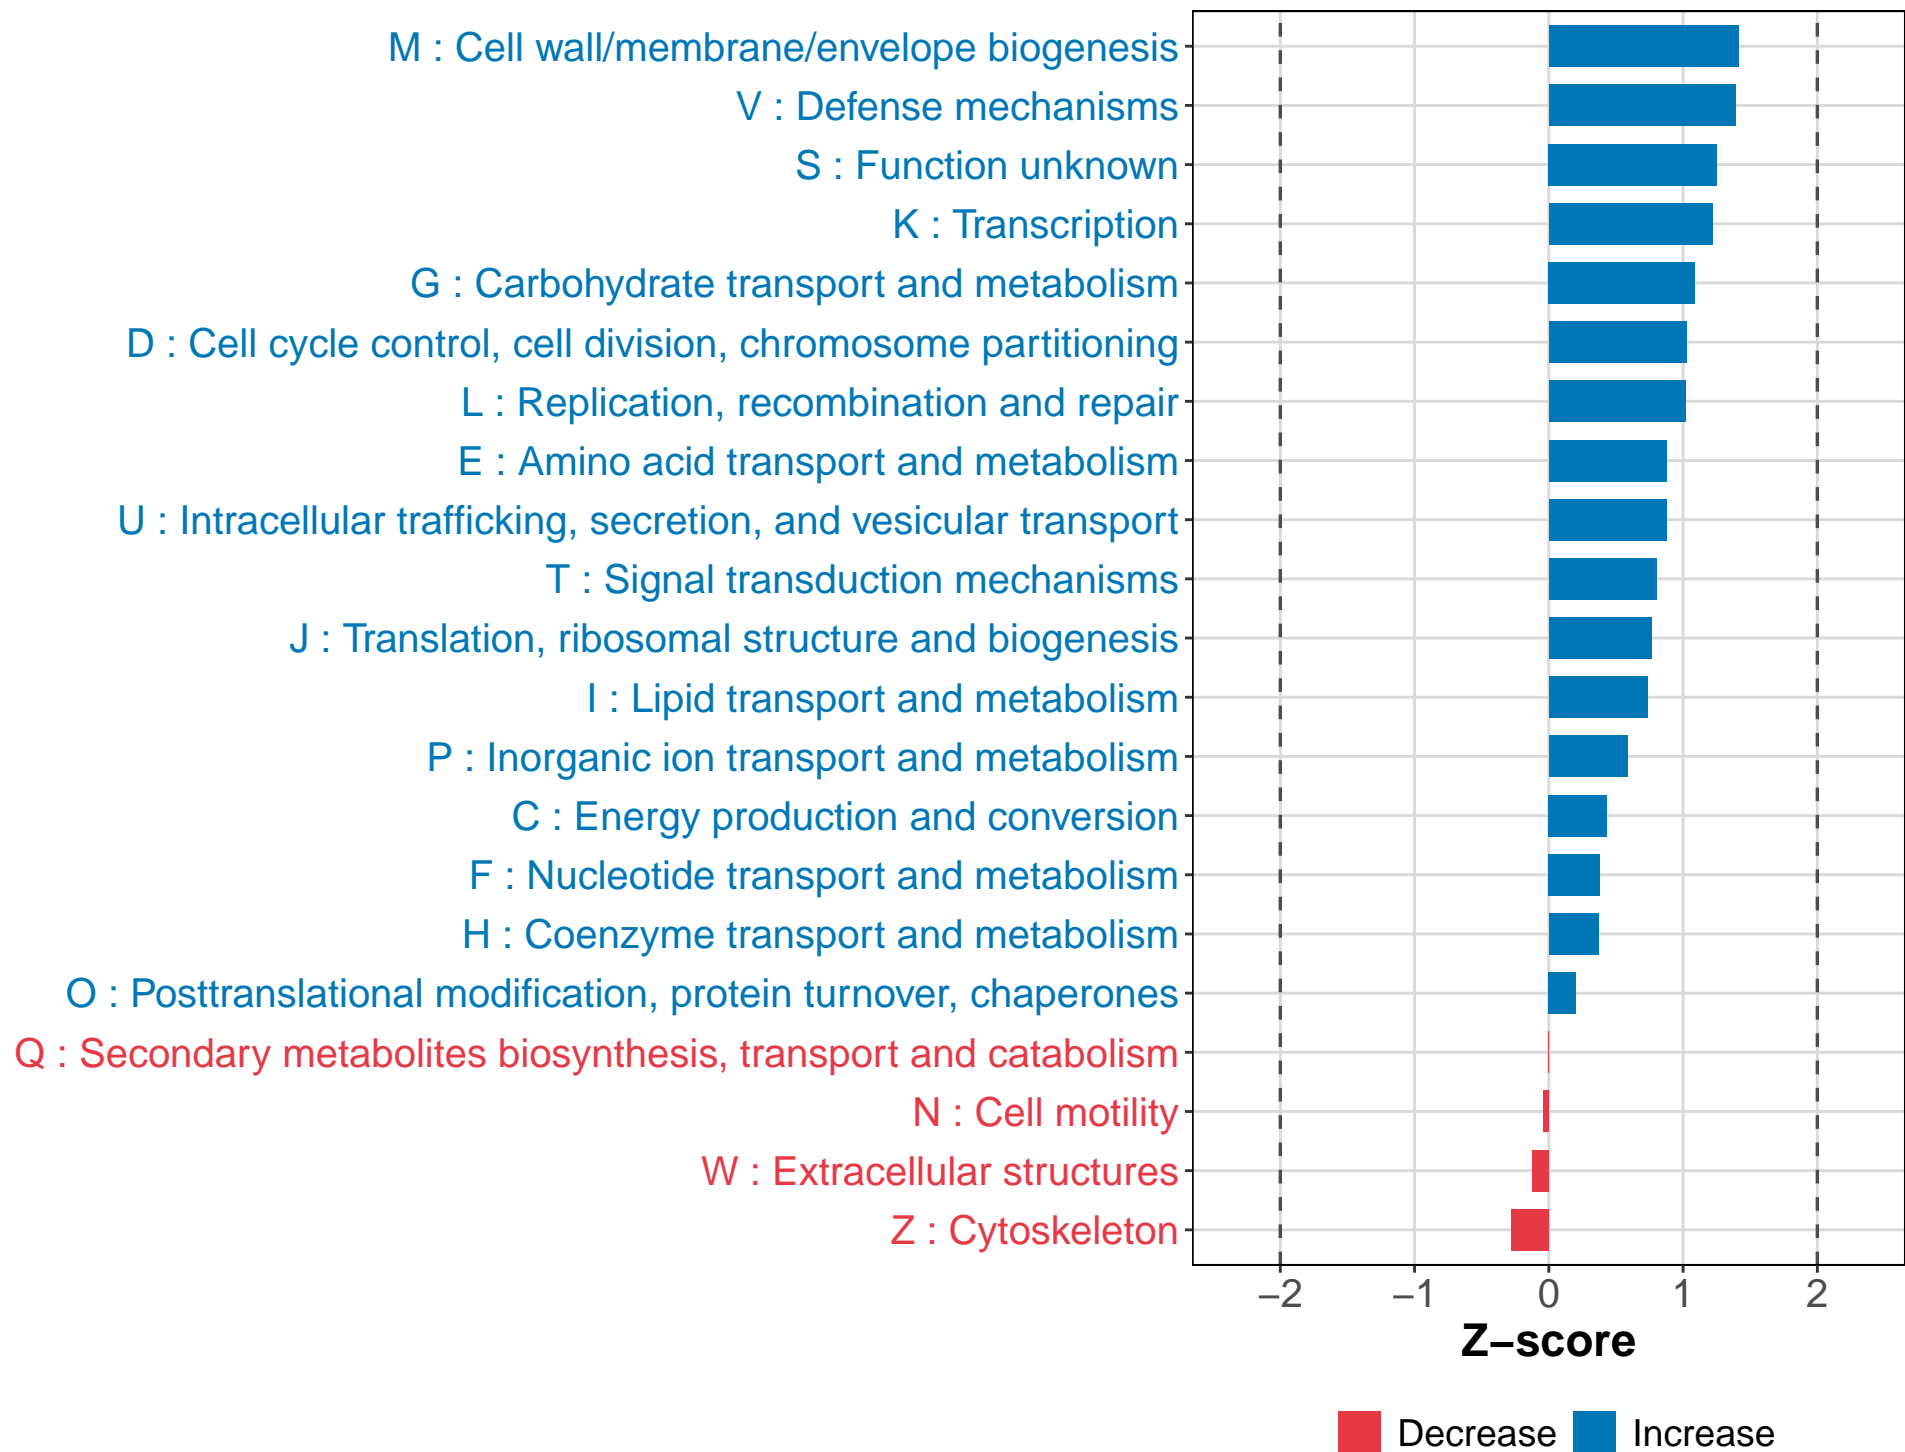 M : Cell wall/membrane/envelope biogenesis
V : Defense mechanisms
S : Function unknown
K : Transcription
G : Carbohydrate transport and metabolism
D : Cell cycle control, cell division, chromosome partitioning
L : Replication, recombination and repair
E : Amino acid transport and metabolism
U : Intracellular trafficking, secretion, and vesicular transport
T : Signal transduction mechanisms
J : Translation, ribosomal structure and biogenesis
I : Lipid transport and metabolism
P : Inorganic ion transport and metabolism
C : Energy production and conversion
F : Nucleotide transport and metabolism
H : Coenzyme transport and metabolism
O : Posttranslational modification, protein turnover, chaperones
Q : Secondary metabolites biosynthesis, transport and catabolism
N : Cell motility
W : Extracellular structures
Z : Cytoskeleton
−2 −1 0 1 2
Z−score
Decrease Increase